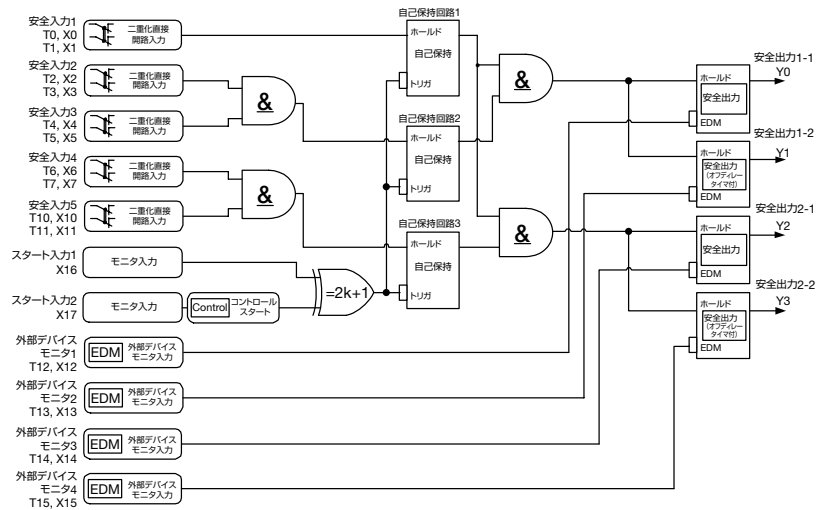 安全入力1
T0, X0
T1, X1
二重化直接
開路入力
安全入力2
T2, X2
T3, X3
二重化直接
開路入力
安全入力3
T4, X4
T5, X5
二重化直接
開路入力
安全入力4
T6, X6
T7, X7
二重化直接
開路入力
安全入力5
T10, X10
T11, X11
二重化直接
開路入力
スタート入力1
X16
モニタ入力
スタート入力2
X17
モニタ入力
Control
コントロール
スタート
外部デバイス
モニタ1
T12, X12
EDM
外部デバイス
モニタ入力
外部デバイス
モニタ2
T13, X13
EDM
外部デバイス
モニタ入力
外部デバイス
モニタ3
T14, X14
EDM
外部デバイス
モニタ入力
外部デバイス
モニタ4
T15, X15
EDM
外部デバイス
モニタ入力
&
&
=2k+1
自己保持回路1
ホールド
自己保持
トリガ
自己保持回路2
ホールド
自己保持
トリガ
自己保持回路3
ホールド
自己保持
トリガ
&
&
安全出力1-1
Y0
ホールド
安全出力
EDM
安全出力1-2
Y1
ホールド
安全出力
(オフディレー
タイマ付)
EDM
安全出力2-1
Y2
ホールド
安全出力
EDM
安全出力2-2
Y3
ホールド
安全出力
(オフディレー
タイマ付)
EDM